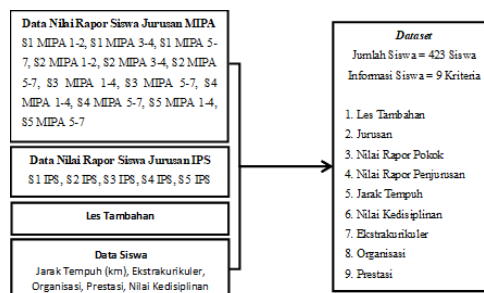 Data Nilai Rapor Siswa Jurusan MIPA
S1 MIPA 1-2, S1 MIPA 3-4, S1 MIPA 5-
7, S2 MIPA 1-2, S2 MIPA 3-4, S2 MIPA
5-7, S3 MIPA 1-4, S3 MIPA 5-7, S4
MIPA 1-4, S4 MIPA 5-7, S5 MIPA 1-4,
S5 MIPA 5-7
Data Nilai Rapor Siswa Jurusan IPS
S1 IPS, S2 IPS, S3 IPS, S4 IPS, S5 IPS
Les Tambahan
Data Siswa
Jarak Tempuh (km), Ekstrakurikuler,
Organisasi, Prestasi, Nilai Kedisiplinan
Dataset
Jumlah Siswa = 423 Siswa
Informasi Siswa = 9 Kriteria
1. Les Tambahan
2. Jurusan
3. Nilai Rapor Pokok
4. Nilai Rapor Penjurusan
5. Jarak Tempuh
6. Nilai Kedisiplinan
7. Ekstrakurikuler
8. Organisasi
9. Prestasi